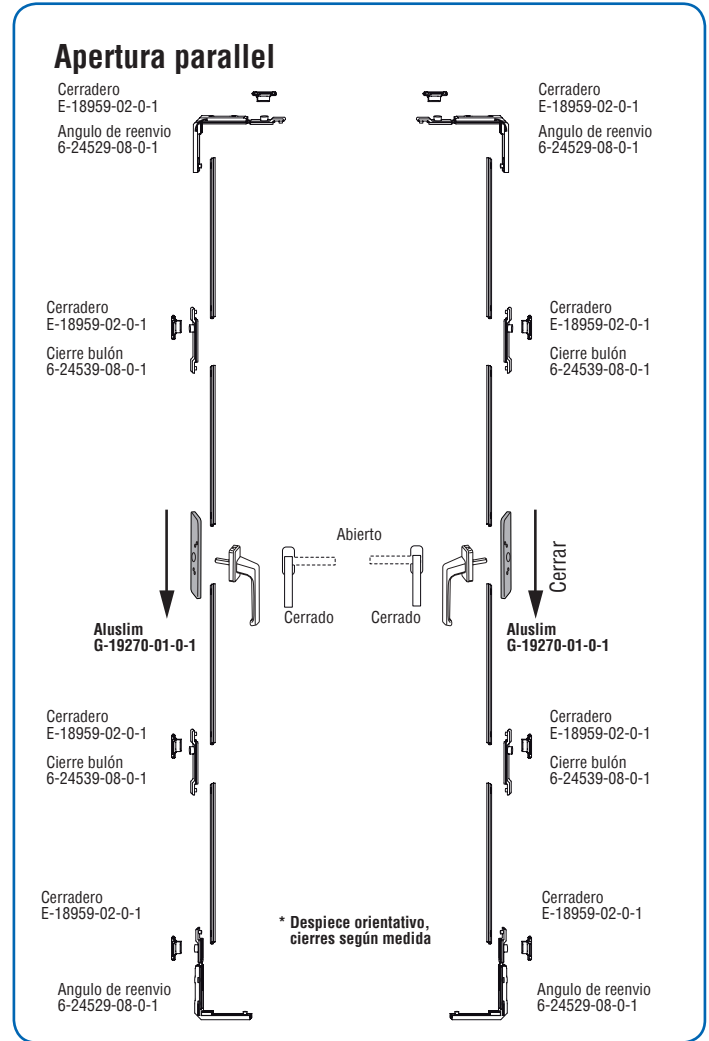 Apertura parallel
Cerradero
E-18959-02-0-1
Angulo de reenvio
6-24529-08-0-1
Cerradero
E-18959-02-0-1
Angulo de reenvio
6-24529-08-0-1
Cerradero
E-18959-02-0-1
Cierre bulón
6-24539-08-0-1
Cerradero
E-18959-02-0-1
Cierre bulón
6-24539-08-0-1
Abierto
Cerrado
Cerrado
Cerrar
Aluslim
G-19270-01-0-1
Aluslim
G-19270-01-0-1
Cerradero
E-18959-02-0-1
Cierre bulón
6-24539-08-0-1
Cerradero
E-18959-02-0-1
Cierre bulón
6-24539-08-0-1
Cerradero
E-18959-02-0-1
Cerradero
E-18959-02-0-1
* Despiece orientativo,
cierres según medida
Angulo de reenvio
6-24529-08-0-1
Angulo de reenvio
6-24529-08-0-1